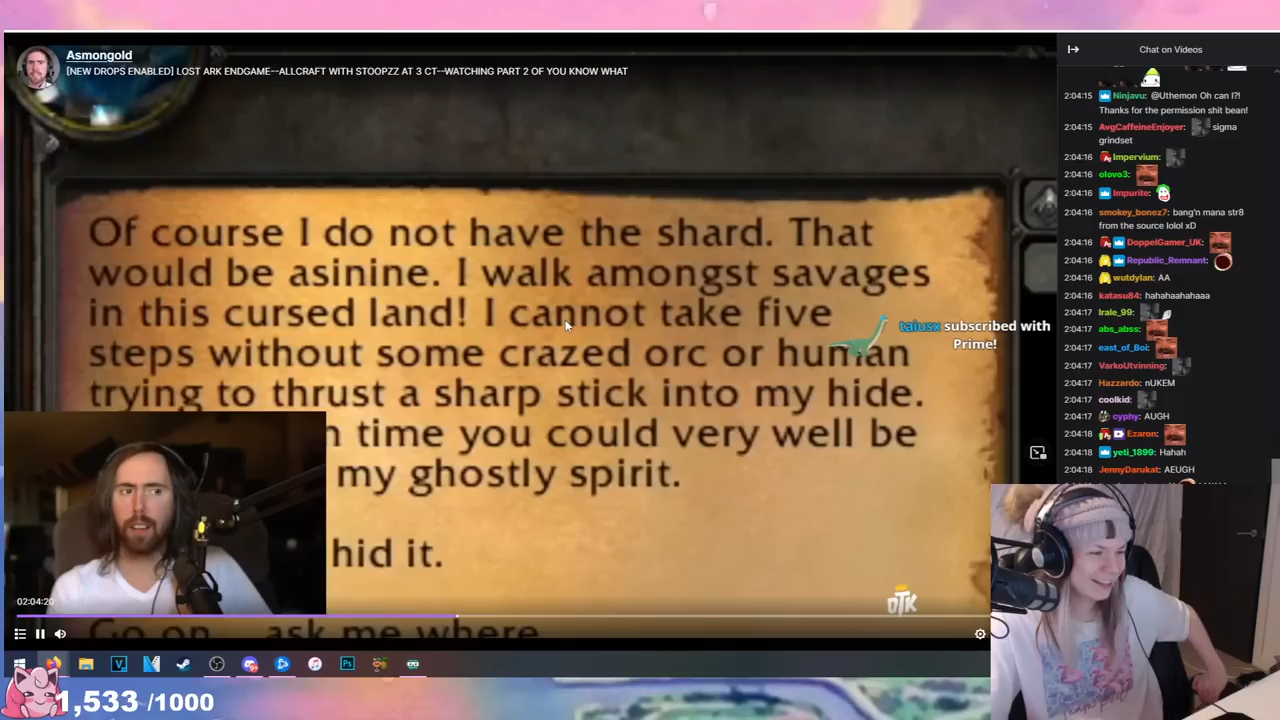 Asmongold
[NEW DROPS ENABLED] LOST ARK ENDGAME--ALLCRAFT WITH STOOPZZ AT 3 CT--WATCHING PART 2 OF YOU KNOW WHAT
Of course I do not have the shard. That
would be asinine. I walk amongst savages
in this cursed land! I cannot take five
steps without some crazed orc or human
trying to thrust a sharp stick into my hide.
time you could very well be
my ghostly spirit.
hid it.
Go on... ask me where
taiusx subscribed with
Prime!
OTK
02:04:20
Chat on Videos
2:04:15 Ninjavu: @Uthemon Oh can I?!
Thanks for the permission shit bean!
2:04:15 AvgCaffeineEnjoyer: sigma
grindset
2:04:16 Impervium:
2:04:16 olovo3:
2:04:16 Impurite:
2:04:16 smokey_bonez7: bang'n mana str8
from the source lolol xD
2:04:16 DoppelGamer_UK:
2:04:16 Republic_Remnant:
2:04:16 wutdylan: AA
2:04:16 katasu84: hahahaahahaaa
2:04:17 Irale_99:
2:04:17 abs_abss:
2:04:17 east_of_Boi:
2:04:17 VarkoUtvinning:
2:04:17 Hazzardo: nUKEM
2:04:17 coolkid:
2:04:17 cyphy: AUGH
2:04:18 Ezaron:
2:04:18 yeti_1899: Hahah
2:04:18 JennyDarukat: AEUGH
Ps
1,533 /1000